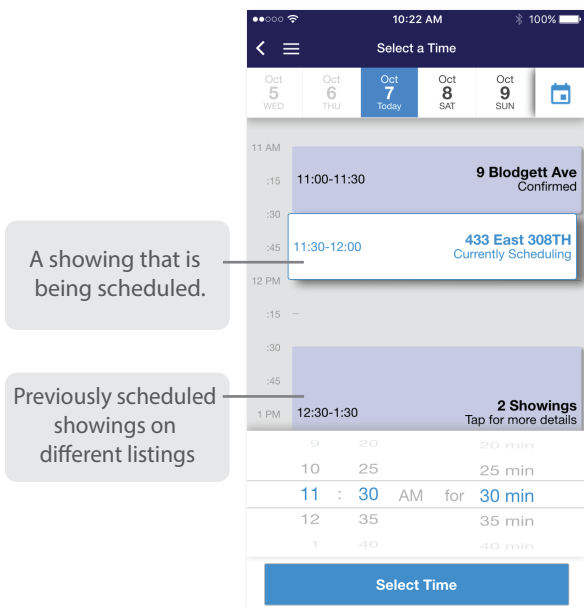 10:22 AM
100%
Select a Time
Oct 5 WED
Oct 6 THU
Oct 7 Today
Oct 8 SAT
Oct 9 SUN
11 AM
:15
11:00-11:30
9 Blodgett Ave
Confirmed
:30
:45
11:30-12:00
433 East 308TH
Currently Scheduling
12 PM
:15
:30
:45
1 PM
12:30-1:30
2 Showings
Tap for more details
A showing that is
being scheduled.
Previously scheduled
showings on
different listings
9 20 20 min
10 25 25 min
11 : 30 AM for 30 min
12 35 35 min
1 40 40 min
Select Time